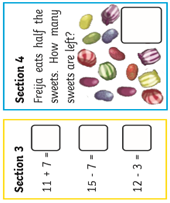 Section 4
Freija eats half the
sweets. How many
sweets are left?
Section 3
11 + 7 =
15 - 7 =
12 - 3 =